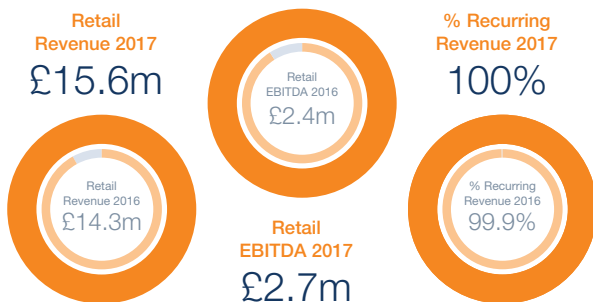 Retail
Revenue 2017
£15.6m
Retail
Revenue 2016
£14.3m
Retail
EBITDA 2016
£2.4m
Retail
EBITDA 2017
£2.7m
% Recurring
Revenue 2017
100%
% Recurring
Revenue 2016
99.9%